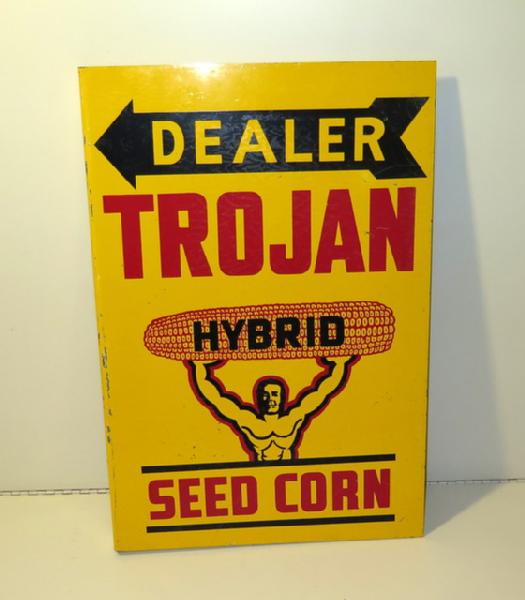 DEALER
TROJAN
HYBRID
SEED CORN